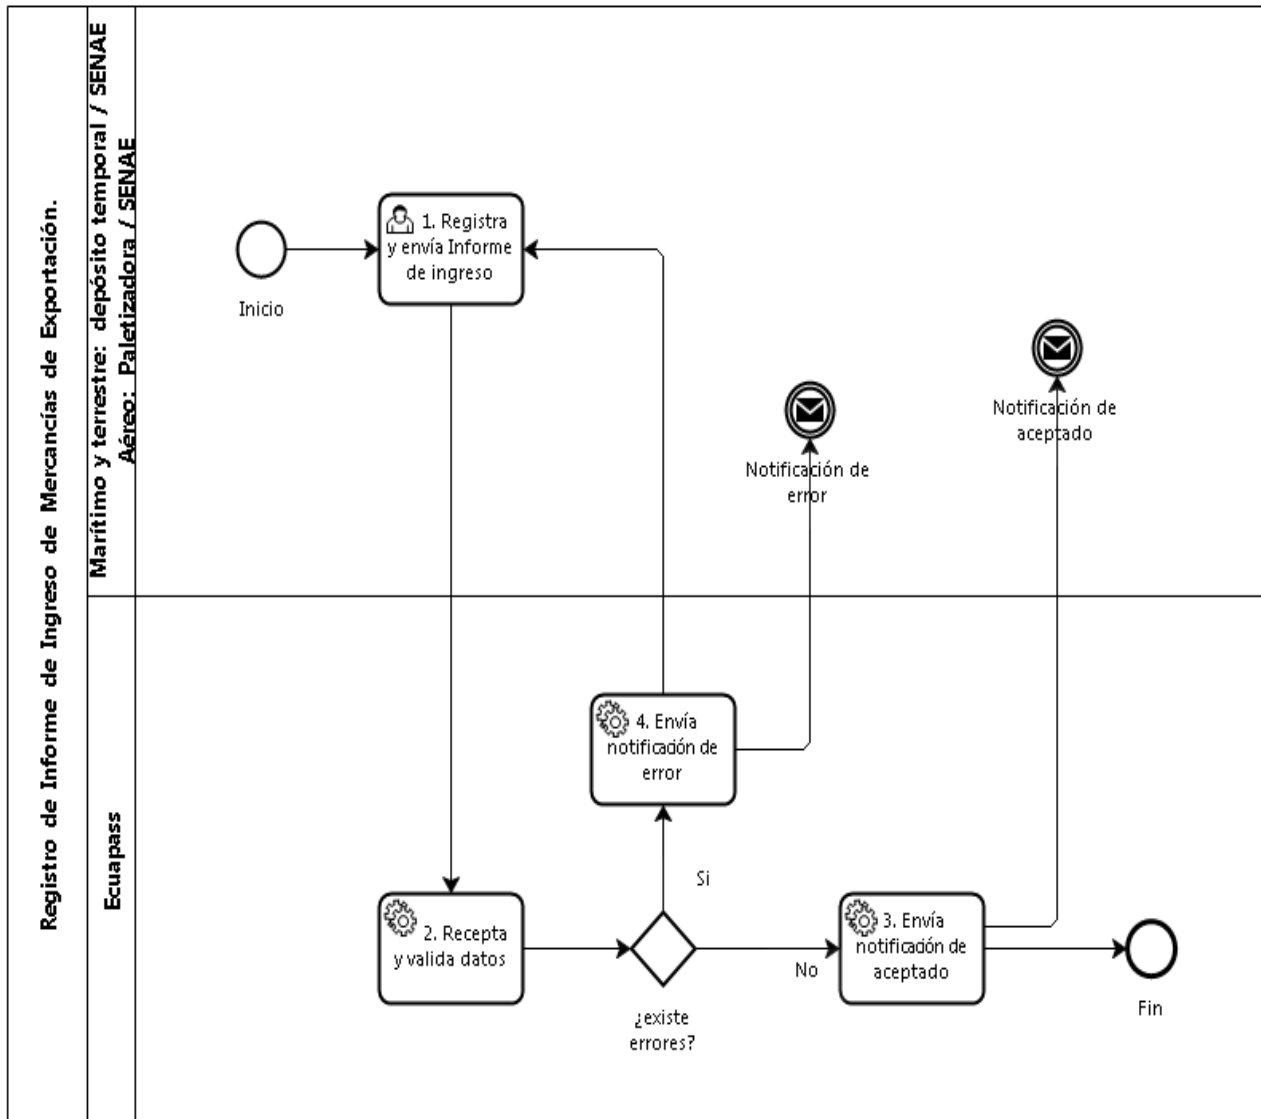 Registro de Informe de Ingreso de Mercancías de Exportación.
Marítimo y terrestre: depósito temporal / SENAE
Aéreo: Paletizadora / SENAE
Inicio
1. Registra
y envía Informe
de ingreso
Notificación de
error
Notificación de
aceptado
Ecuapass
4. Envía
notificación de
error
Si
2. Recepta
y valida datos
¿existe
errores?
No
3. Envía
notificación de
aceptado
Fin